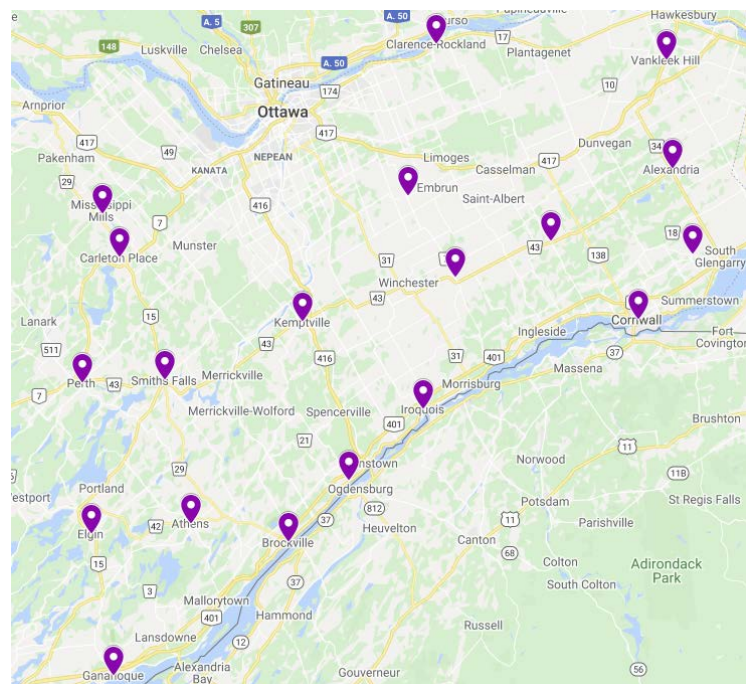 e
A. 5
307
A. 50
urso
Papineauville
Hawkesbury
148
Luskville
Chelsea
Clarence-Rockland
17
Plantagenet
Vankleek Hill
A. 50
Gatineau
174
10
Arnprior
Ottawa
417
417
Dunvegan
34
Pakenham
49
NEPEAN
Limoges
417
KANATA
Casselman
Alexandria
29
Embrun
Mississippi
Mills
416
Saint-Albert
7
18
Carleton Place
Munster
31
43
138
South
Glengarry
Winchester
43
Summerstown
Lanark
15
Kemptville
Cornwall
Ingleside
Fort
Covington
511
43
416
31
401
37
Perth
43
Smiths Falls
Merrickville
Morrisburg
Massena
7
Merrickville-Wolford
Spencerville
Iroquois
401
Brushton
21
11
nstown
Norwood
11B
estport
Portland
29
Ogdensburg
St Regis Falls
812
Potsdam
42
Athens
37
Heuvelton
11
Parishville
Elgin
Brockville
Canton
15
68
Colton
Adirondack
Park
3
37
South Colton
Mallorytown
401
Hammond
Lansdowne
12
Russell
Gananoque
Alexandria
Bay
Gouverneur
56